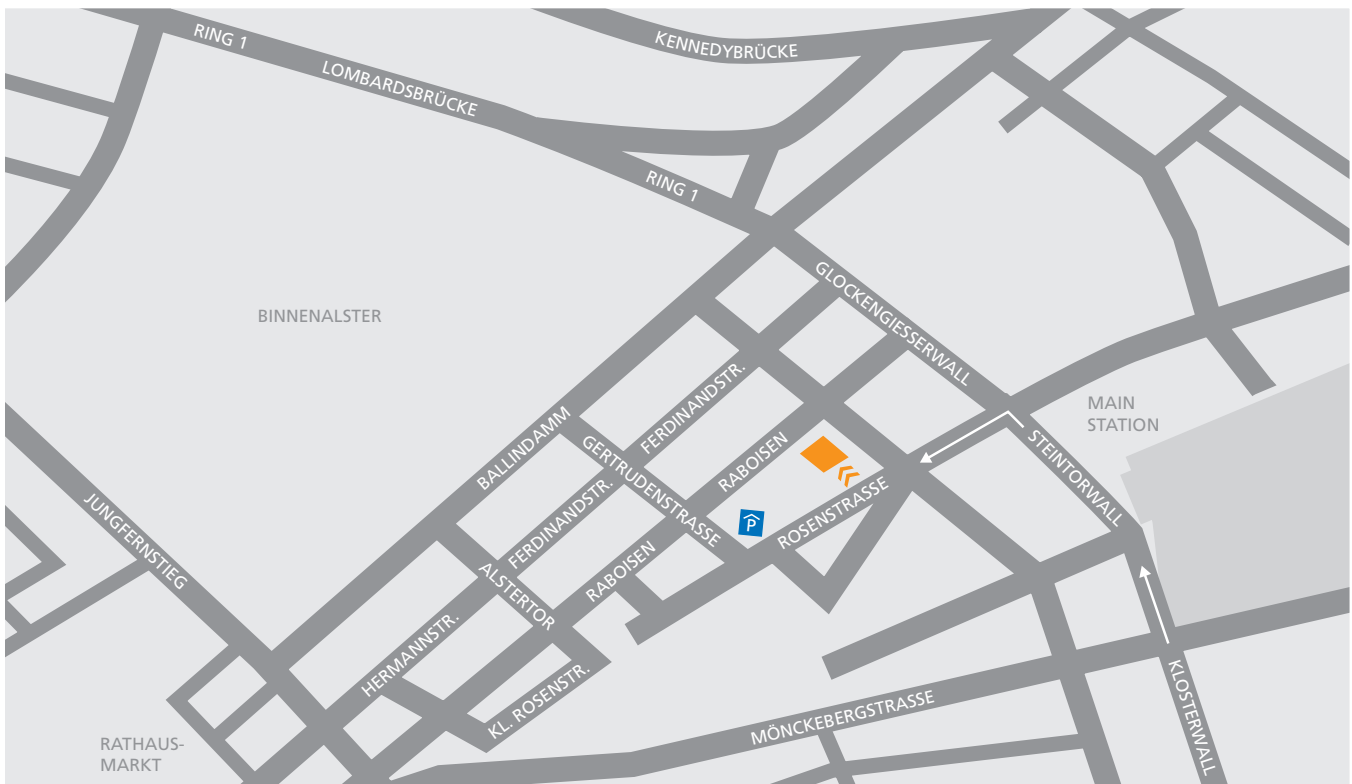 RING 1
KENNEDYBRÜCKE
LOMBARDSBRÜCKE
RING 1
GLOCKENGIESSERWALL
BINNENALSTER
FERDINANDSTR.
MAIN
STATION
BALLINDAMM
GERTRUDENSTRASSE
RABOISEN
STEINTORWALL
JUNGFERNSTIEG
FERDINANDSTR.
P
ROSENSTRASSE
ALSTERTOR
RABOISEN
HERMANNSTR.
KL. ROSENSTR.
MÖNCKEBERGSTRASSE
KLOSTERWALL
RATHAUS-
MARKT